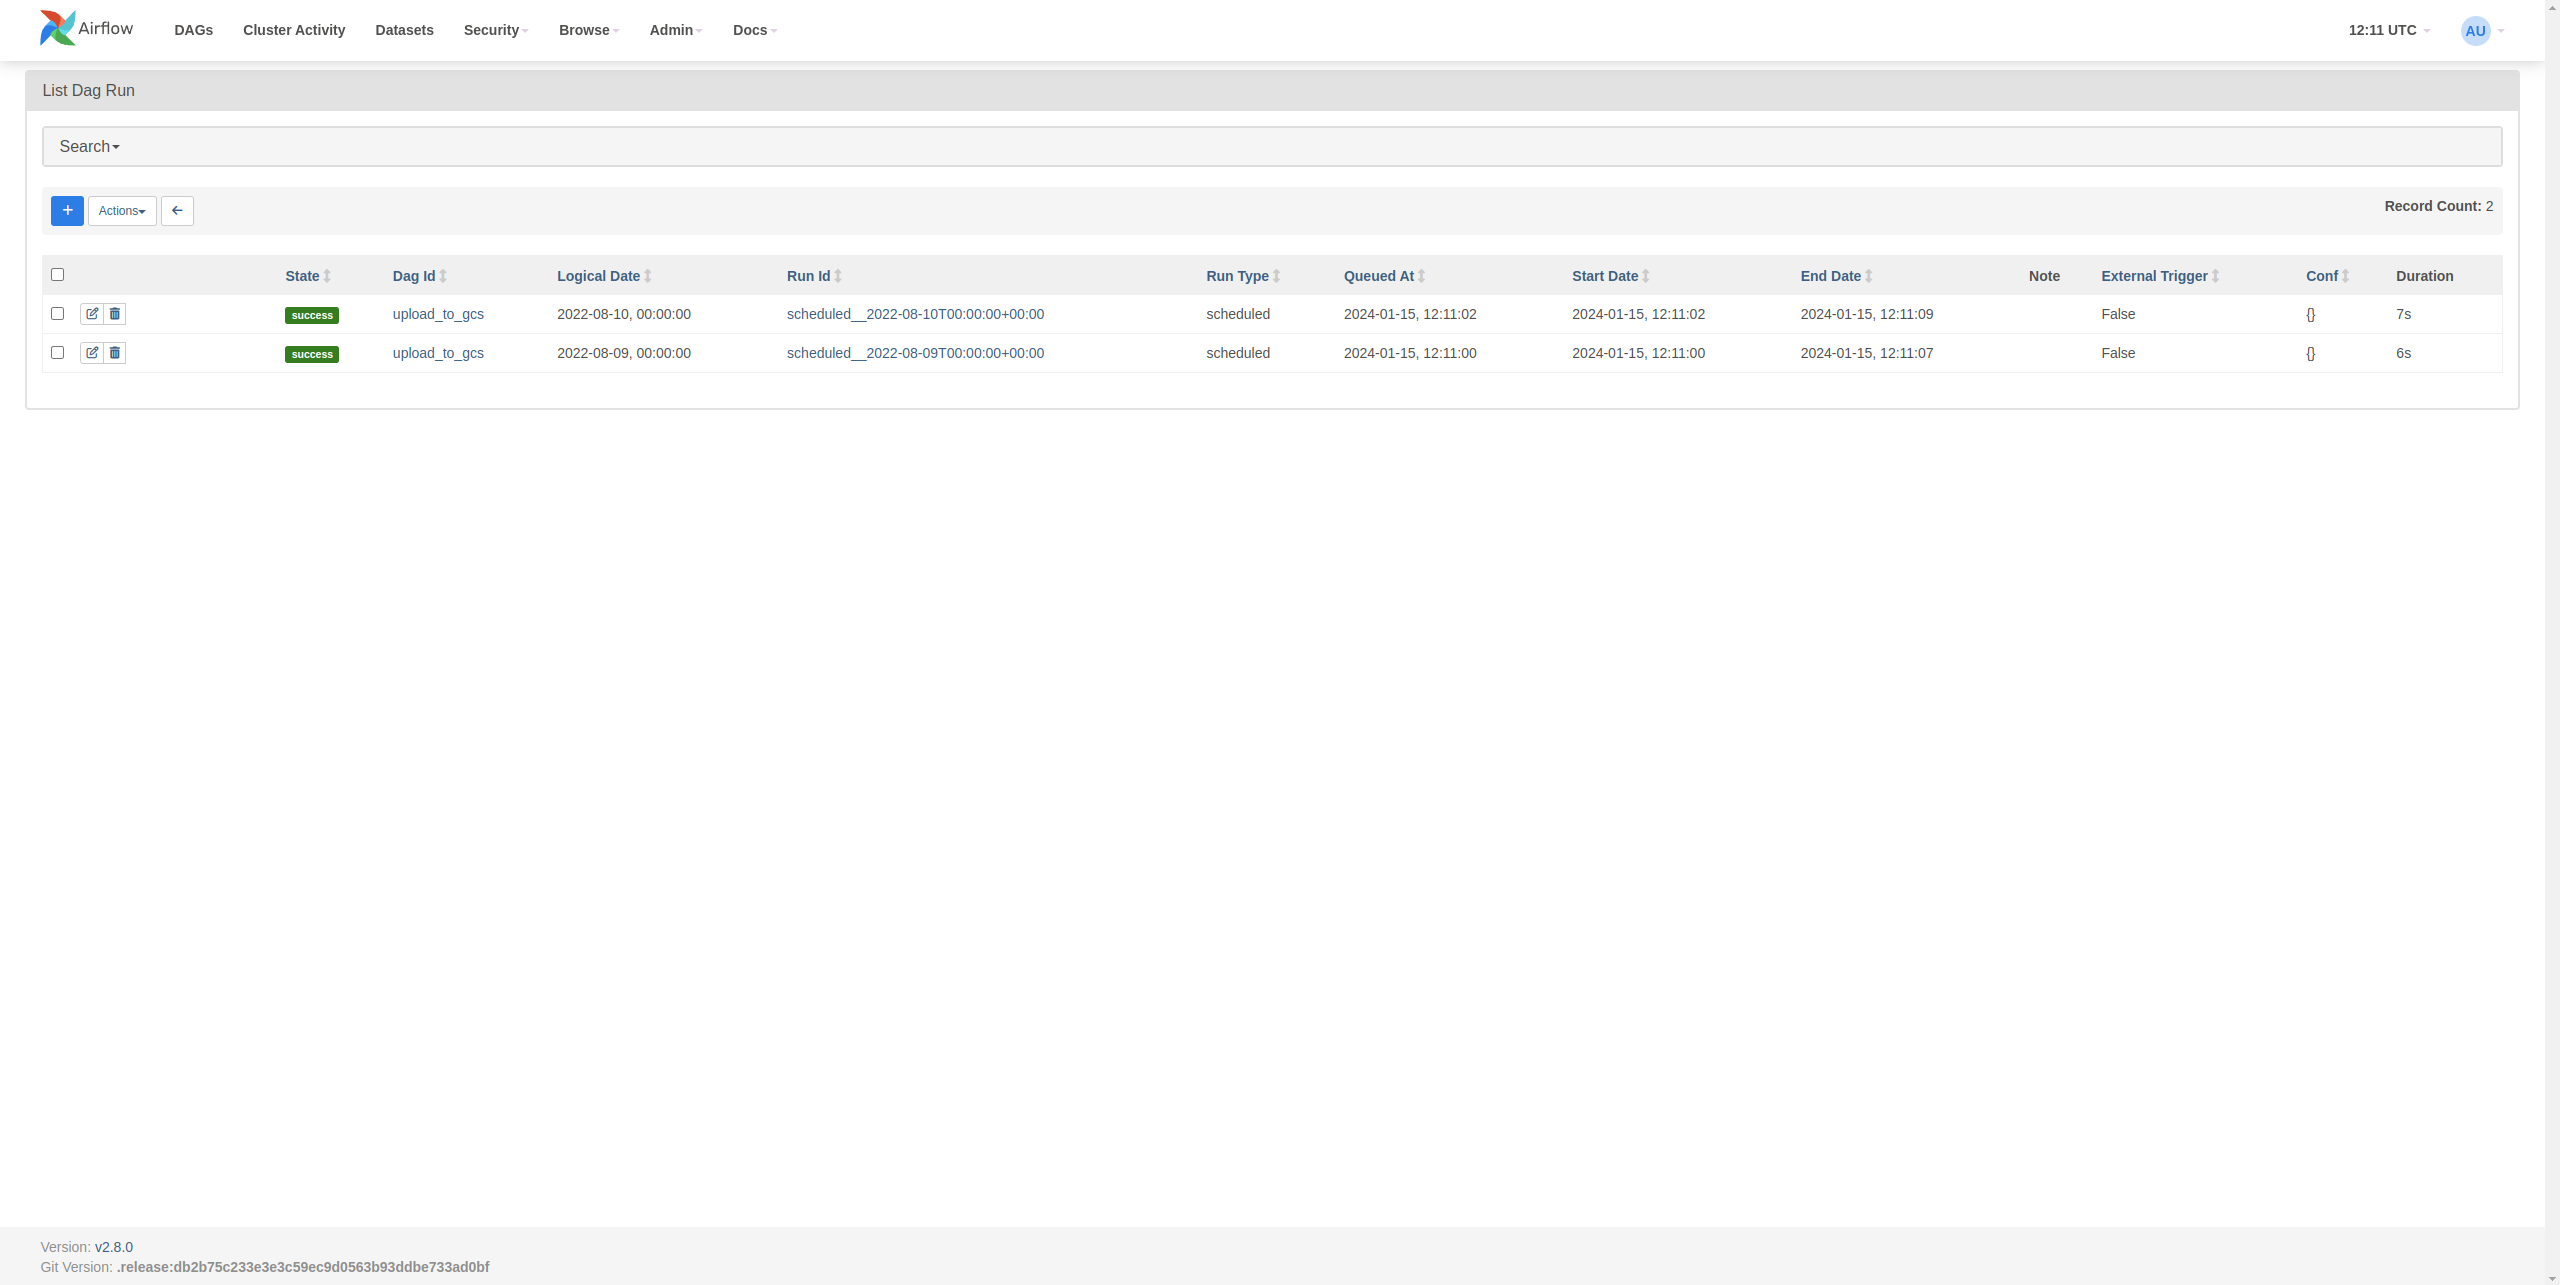 Airflow DAGs Cluster Activity Datasets Security Browse Admin Docs 12:11 UTC AU
List Dag Run
Search
+ Actions Record Count: 2
State Dag Id Logical Date Run Id Run Type Queued At Start Date End Date Note External Trigger Conf Duration
success upload_to_gcs 2022-08-10, 00:00:00 scheduled__2022-08-10T00:00:00+00:00 scheduled 2024-01-15, 12:11:02 2024-01-15, 12:11:02 2024-01-15, 12:11:09 False {} 7s
success upload_to_gcs 2022-08-09, 00:00:00 scheduled__2022-08-09T00:00:00+00:00 scheduled 2024-01-15, 12:11:00 2024-01-15, 12:11:00 2024-01-15, 12:11:07 False {} 6s
Version: v2.8.0
Git Version: .release:db2b75c233e3e3c59ec9d0563b93ddbe733ad0bf